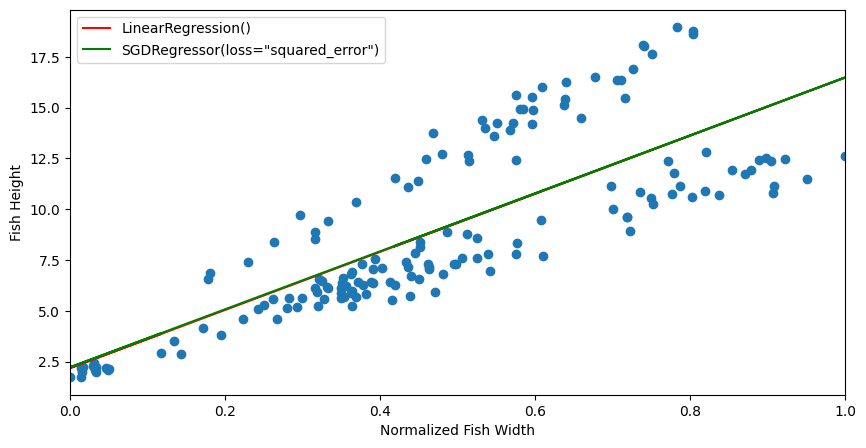 LinearRegression()
SGDRegressor(loss="squared_error")
17.5
15.0
12.5
10.0
7.5
5.0
2.5
Fish Height
0.0 0.2 0.4 0.6 0.8 1.0
Normalized Fish Width